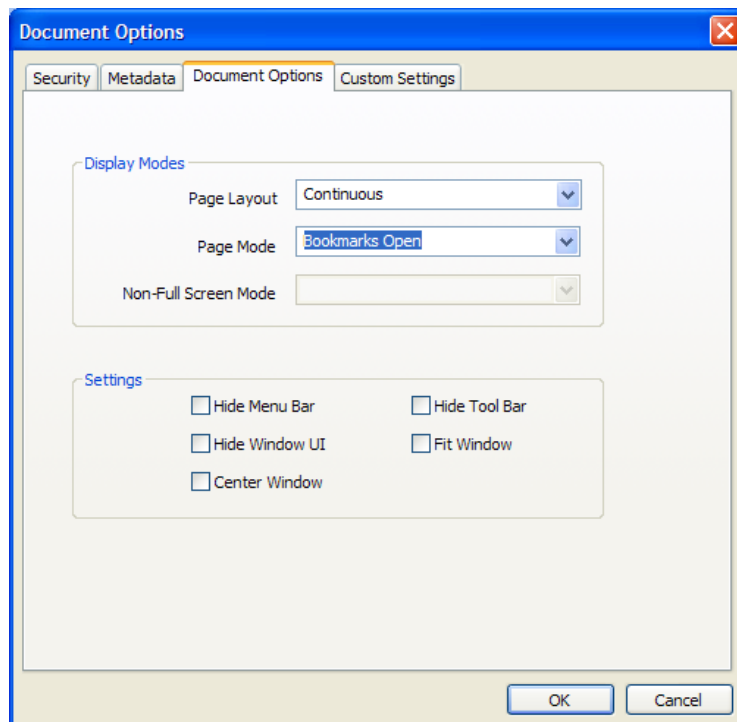 Document Options
Security Metadata Document Options Custom Settings
Display Modes
Page Layout Continuous
Page Mode Bookmarks Open
Non-Full Screen Mode
Settings
Hide Menu Bar Hide Tool Bar
Hide Window UI Fit Window
Center Window
OK Cancel